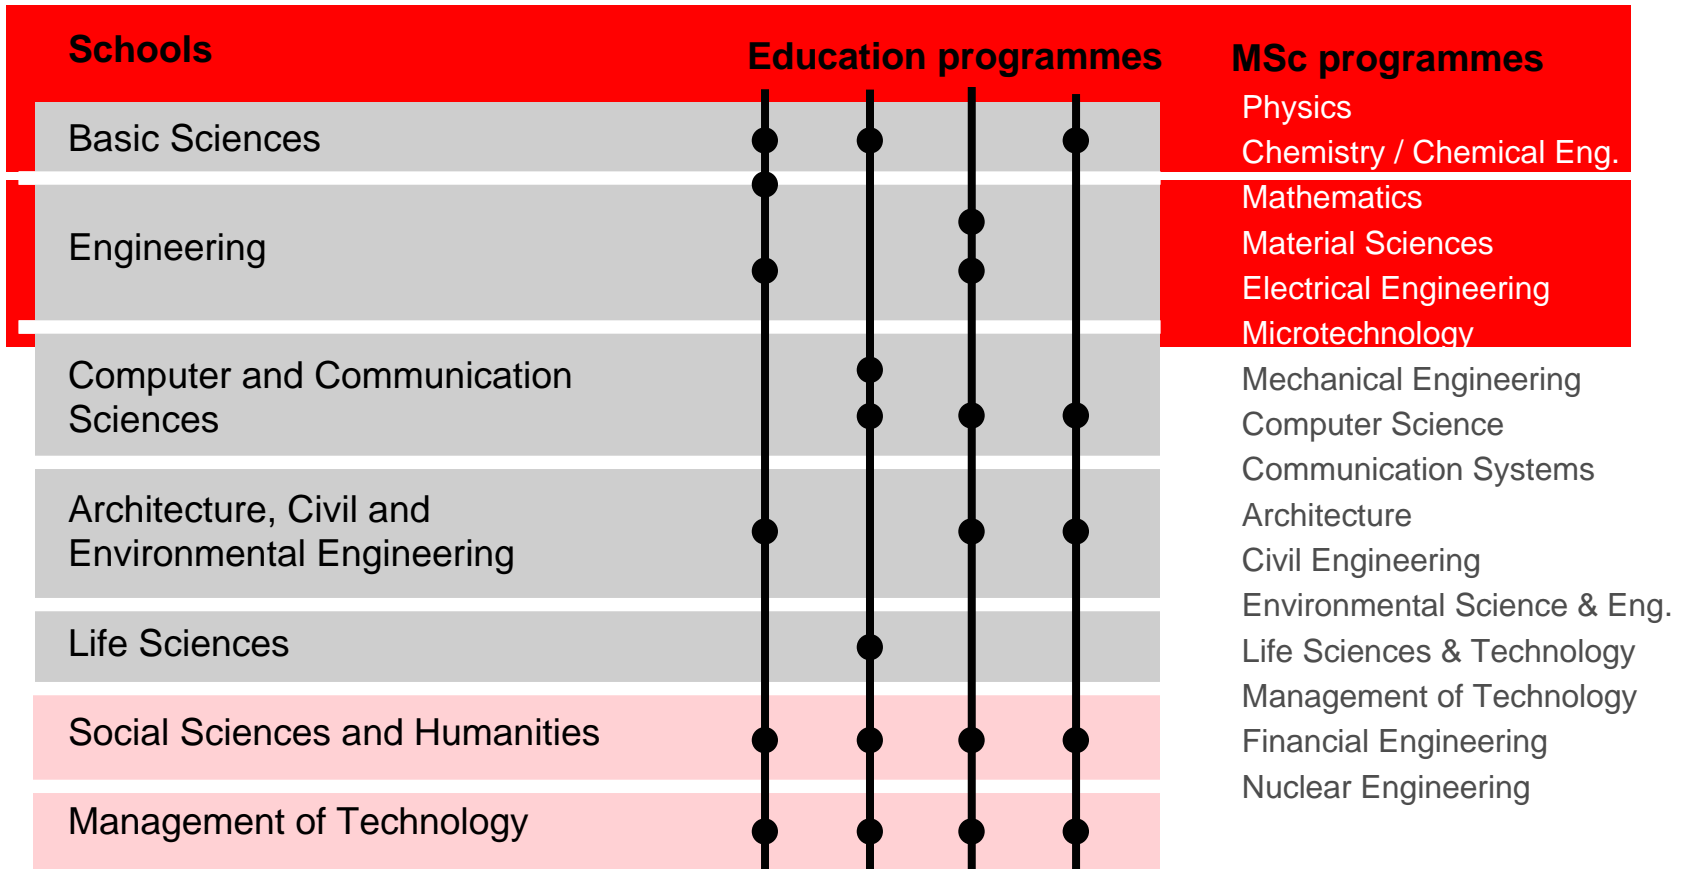 Schools
Education programmes
MSc programmes
Basic Sciences
Engineering
Computer and Communication
Sciences
Architecture, Civil and
Environmental Engineering
Life Sciences
Social Sciences and Humanities
Management of Technology
Physics
Chemistry / Chemical Eng.
Mathematics
Material Sciences
Electrical Engineering
Microtechnology
Mechanical Engineering
Computer Science
Communication Systems
Architecture
Civil Engineering
Environmental Science & Eng.
Life Sciences & Technology
Management of Technology
Financial Engineering
Nuclear Engineering